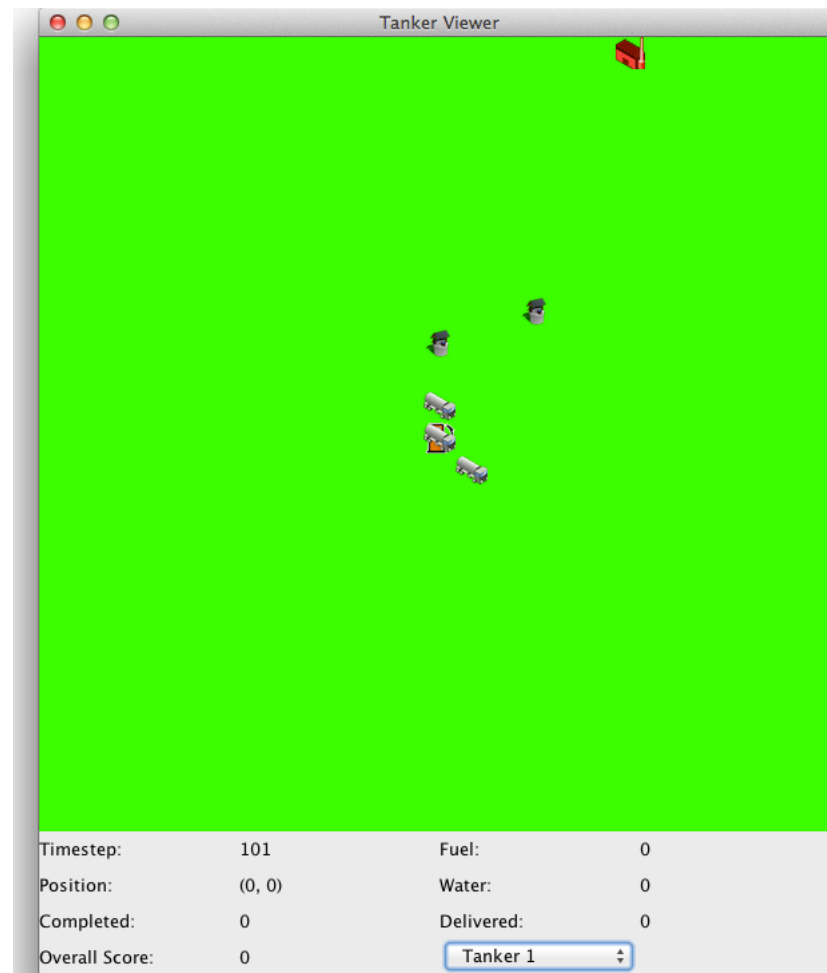 Tanker Viewer
Timestep: 101 Fuel: 0
Position: (0, 0) Water: 0
Completed: 0 Delivered: 0
Overall Score: 0 Tanker 1